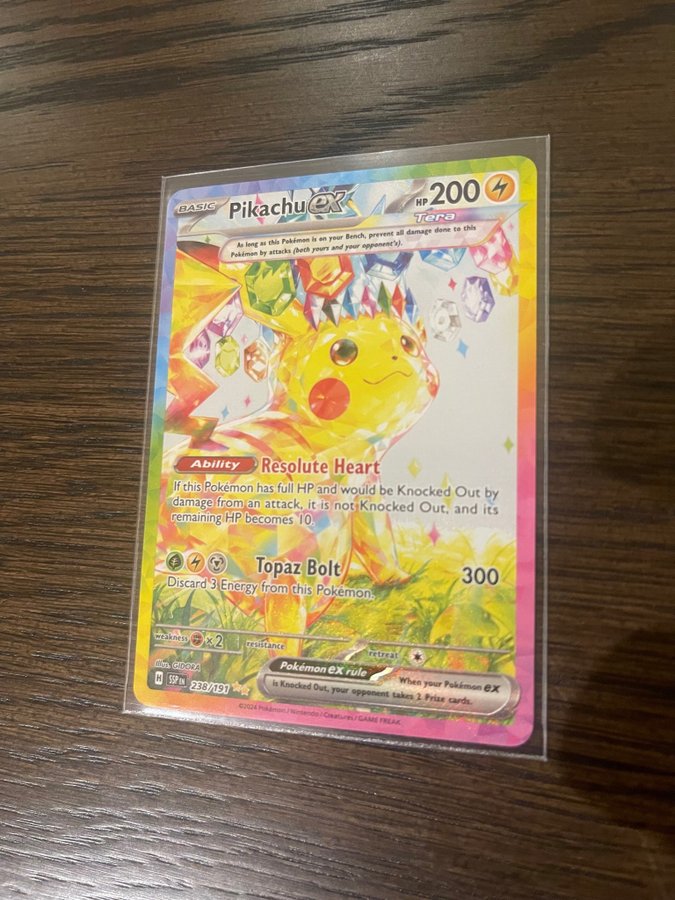 BASIC Pikachu ex HP 200
Tera
As long as this Pokémon is on your Bench, prevent all damage done to this
Pokémon by attacks (both yours and your opponent's).
Ability Resolute Heart
If this Pokémon has full HP and would be Knocked Out by
damage from an attack, it is not Knocked Out, and its
remaining HP becomes 10.
Topaz Bolt 300
Discard 3 Energy from this Pokémon.
weakness ×2 resistance retreat
Illus. GIDORA
H SSP EN 238/191
Pokémon ex rule When your Pokémon ex
is Knocked Out, your opponent takes 2 Prize cards.
©2024 Pokémon / Nintendo / Creatures / GAME FREAK